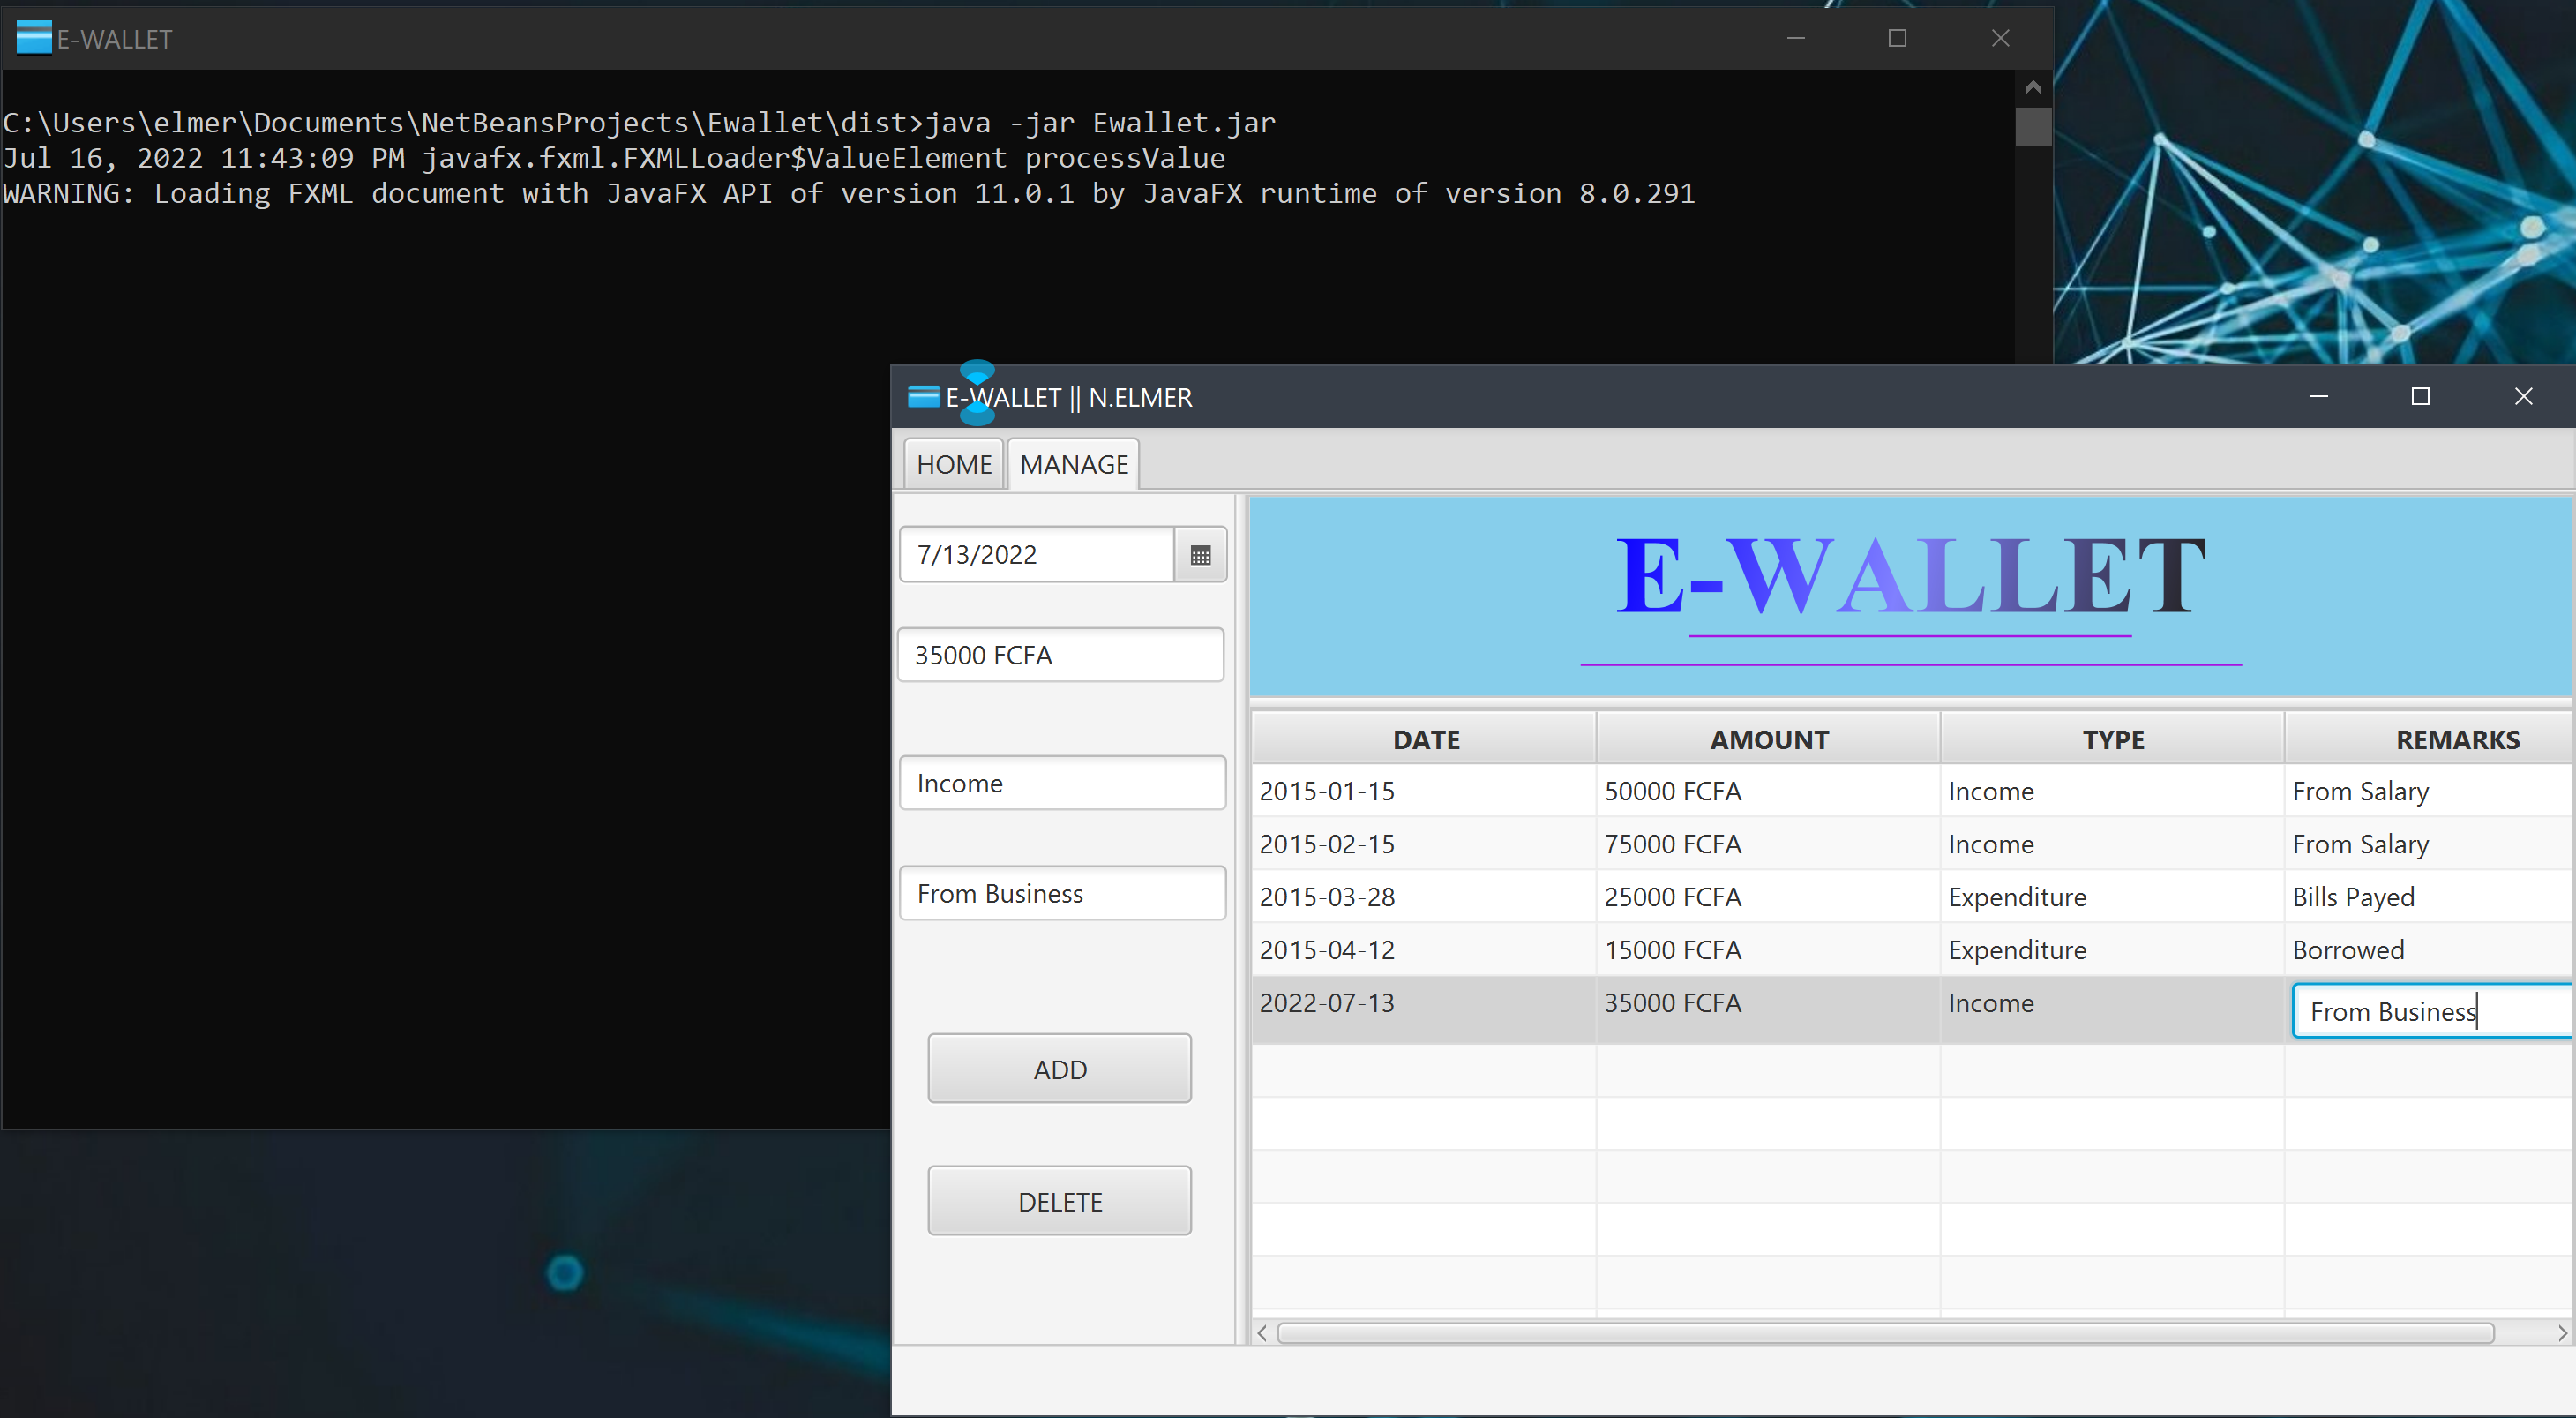 E-WALLET
C:\Users\elmer\Documents\NetBeansProjects\Ewallet\dist>java -jar Ewallet.jar
Jul 16, 2022 11:43:09 PM javafx.fxml.FXMLLoader$ValueElement processValue
WARNING: Loading FXML document with JavaFX API of version 11.0.1 by JavaFX runtime of version 8.0.291
E-WALLET || N.ELMER
HOME MANAGE
7/13/2022
35000 FCFA
Income
From Business
ADD
DELETE
E-WALLET
DATE AMOUNT TYPE REMARKS
2015-01-15 50000 FCFA Income From Salary
2015-02-15 75000 FCFA Income From Salary
2015-03-28 25000 FCFA Expenditure Bills Payed
2015-04-12 15000 FCFA Expenditure Borrowed
2022-07-13 35000 FCFA Income From Business